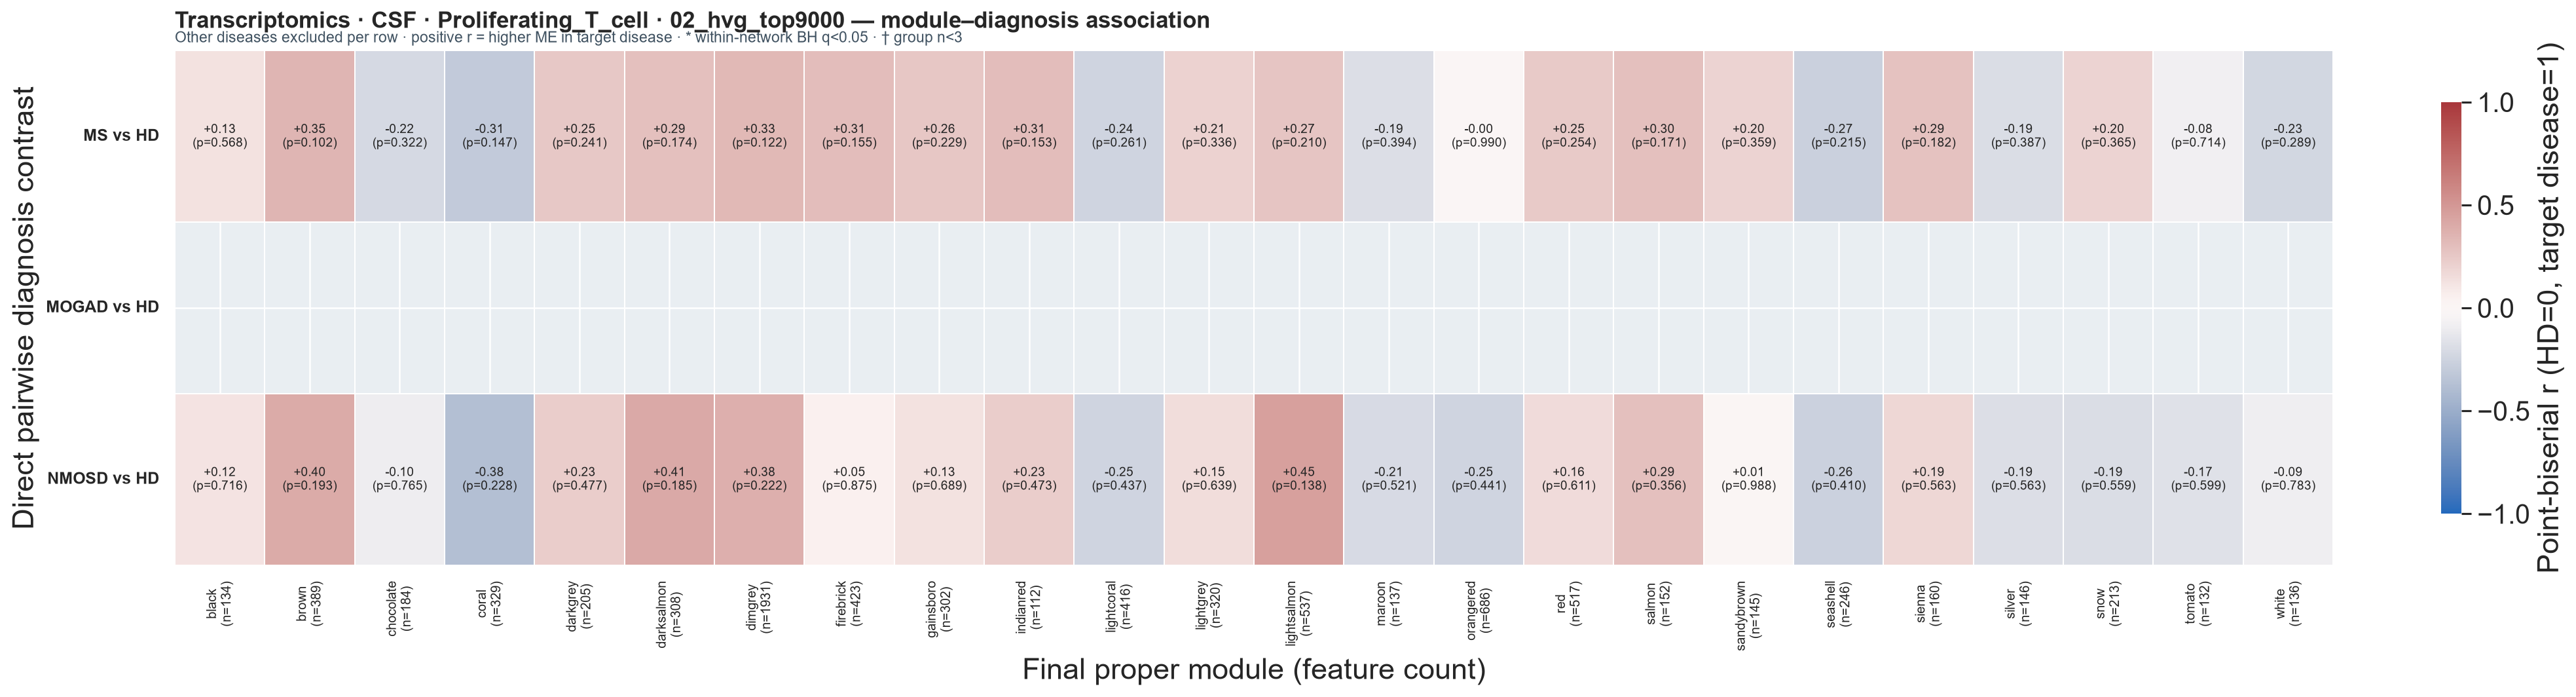 Transcriptomics · CSF · Proliferating_T_cell · 02_hvg_top9000 — module–diagnosis association
Other diseases excluded per row · positive r = higher ME in target disease · * within-network BH q<0.05 · † group n<3
Direct pairwise diagnosis contrast
MS vs HD
+0.13 +0.35 -0.22 -0.31 +0.25 +0.29 +0.33 +0.31 +0.26 +0.31 -0.24 +0.21 +0.27 -0.19 -0.00 +0.25 +0.30 +0.20 -0.27 +0.29 -0.19 +0.20 -0.08 -0.23
(p=0.568) (p=0.102) (p=0.322) (p=0.147) (p=0.241) (p=0.174) (p=0.122) (p=0.155) (p=0.229) (p=0.153) (p=0.261) (p=0.336) (p=0.210) (p=0.394) (p=0.990) (p=0.254) (p=0.171) (p=0.359) (p=0.215) (p=0.182) (p=0.387) (p=0.365) (p=0.714) (p=0.289)
MOGAD vs HD
NMOSD vs HD
+0.12 +0.40 -0.10 -0.38 +0.23 +0.41 +0.38 +0.05 +0.13 +0.23 -0.25 +0.15 +0.45 -0.21 -0.25 +0.16 +0.29 +0.01 -0.26 +0.19 -0.19 -0.19 -0.17 -0.09
(p=0.716) (p=0.193) (p=0.765) (p=0.228) (p=0.477) (p=0.185) (p=0.222) (p=0.875) (p=0.689) (p=0.473) (p=0.437) (p=0.639) (p=0.138) (p=0.521) (p=0.441) (p=0.611) (p=0.356) (p=0.988) (p=0.410) (p=0.563) (p=0.563) (p=0.559) (p=0.599) (p=0.783)
black
(n=134)
brown
(n=389)
chocolate
(n=184)
coral
(n=329)
darkgrey
(n=205)
darksalmon
(n=308)
dimgrey
(n=1931)
firebrick
(n=423)
gainsboro
(n=302)
indianred
(n=112)
lightcoral
(n=416)
lightgrey
(n=320)
lightsalmon
(n=537)
maroon
(n=137)
orangered
(n=686)
red
(n=517)
salmon
(n=152)
sandybrown
(n=145)
seashell
(n=246)
sienna
(n=160)
silver
(n=146)
snow
(n=213)
tomato
(n=132)
white
(n=136)
Final proper module (feature count)
1.0
0.5
0.0
−0.5
−1.0
Point-biserial r (HD=0, target disease=1)